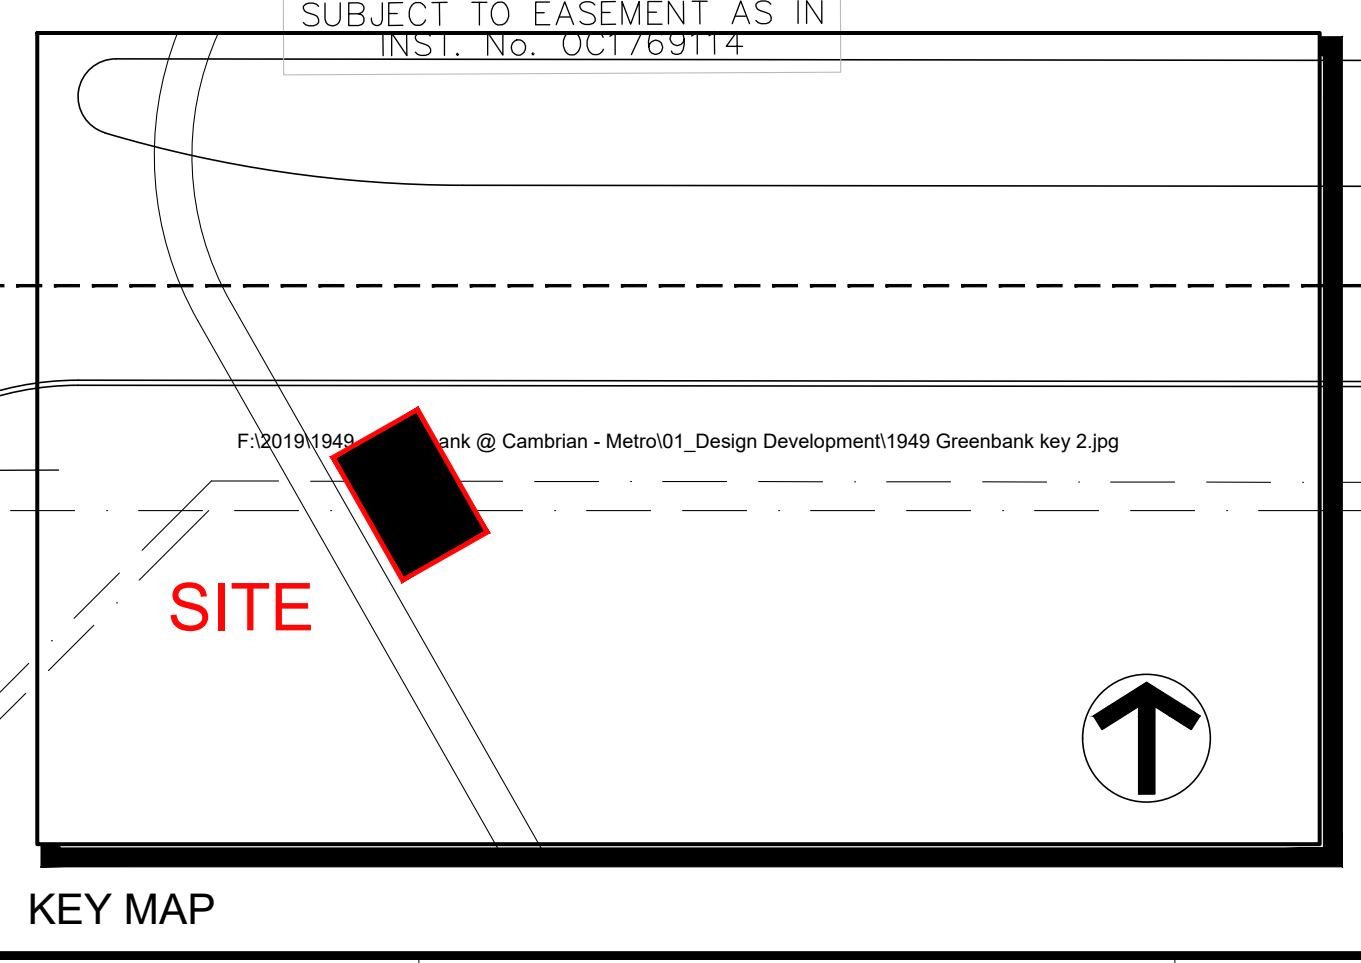 SUBJECT TO EASEMENT AS IN
INST. No. OC1769114
F:\2019\1949 ank @ Cambrian - Metro\01_Design Development\1949 Greenbank key 2.jpg
SITE
KEY MAP